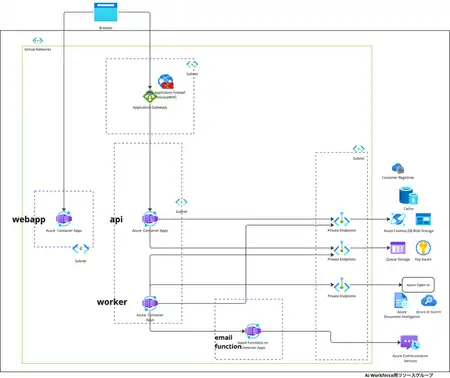 Browser
Virtual Networks
Subnet
Application Firewall
Policies(WAF)
Application Gateways
Subnet
Container Registries
Cache
webapp
api
Subnet
Azure Container Apps
Azure Container Apps
Private Endpoints
Azure Cosmos DB
Blob Storage
Subnet
Queue Storage
Key Vaults
Private Endpoints
worker
Azure Container
Apps
Private Endpoints
Azure Open AI
Azure
Document Intelligence
Azure AI Search
email
function
Azure Functions on
Container Apps
Azure Communication
Services
AI Workforce用リソースグループ